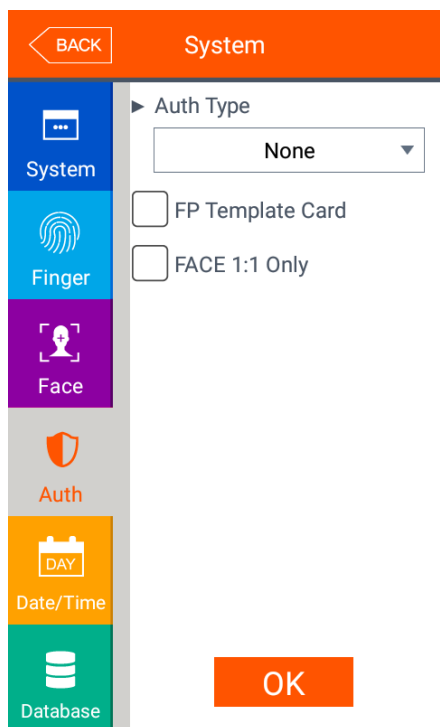 BACK
System
System
Finger
Face
Auth
DAY
Date/Time
Database
► Auth Type
None
FP Template Card
FACE 1:1 Only
OK